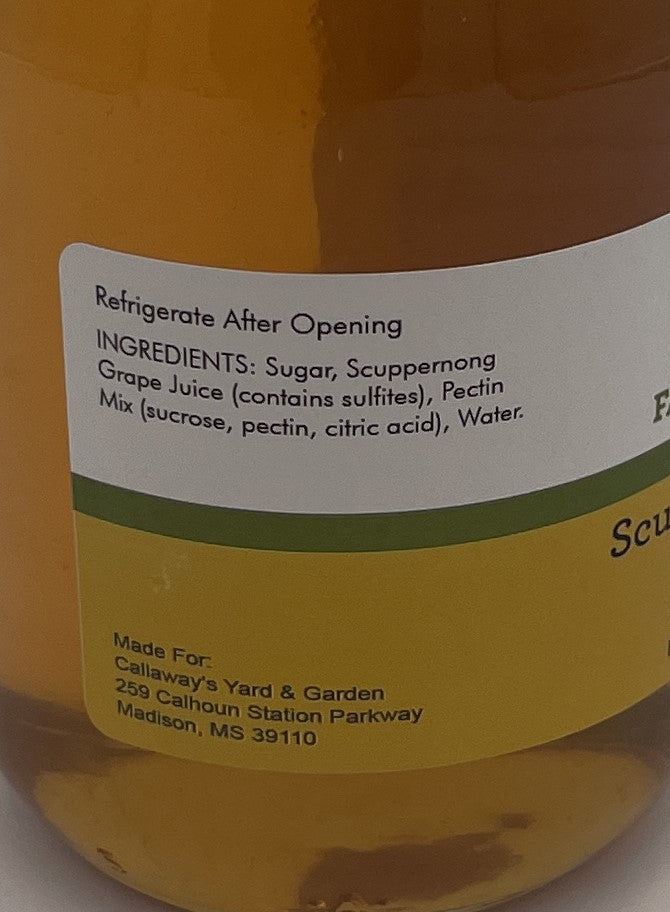 Refrigerate After Opening
INGREDIENTS: Sugar, Scuppernong
Grape Juice (contains sulfites), Pectin
Mix (sucrose, pectin, citric acid), Water.
Made For:
Callaway's Yard & Garden
259 Calhoun Station Parkway
Madison, MS 39110